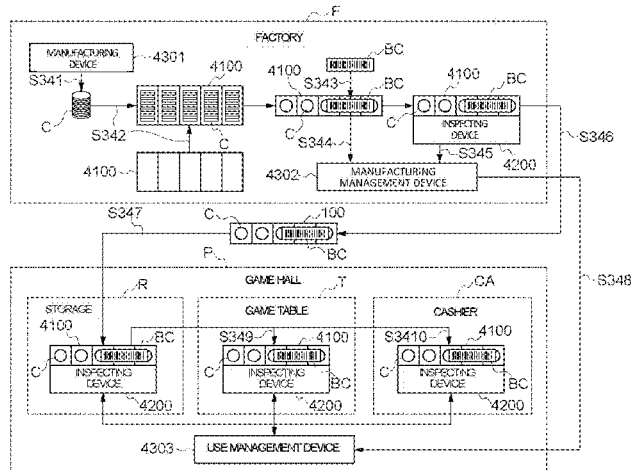 F
FACTORY
MANUFACTURING
DEVICE
4301
S341
C
S342
4100
C
4100
BC
S343
4100
BC
C
S344
4100
BC
C
INSPECTING
DEVICE
S345
4200
S346
4302
MANUFACTURING
MANAGEMENT DEVICE
S347
C
100
BC
P
S348
GAME HALL
R
STORAGE
4100
BC
C
INSPECTING
DEVICE
4200
T
GAME TABLE
S349
4100
C
BC
INSPECTING
DEVICE
4200
CA
CASHIER
S3410
4100
C
BC
INSPECTING
DEVICE
4200
4303
USE MANAGEMENT DEVICE